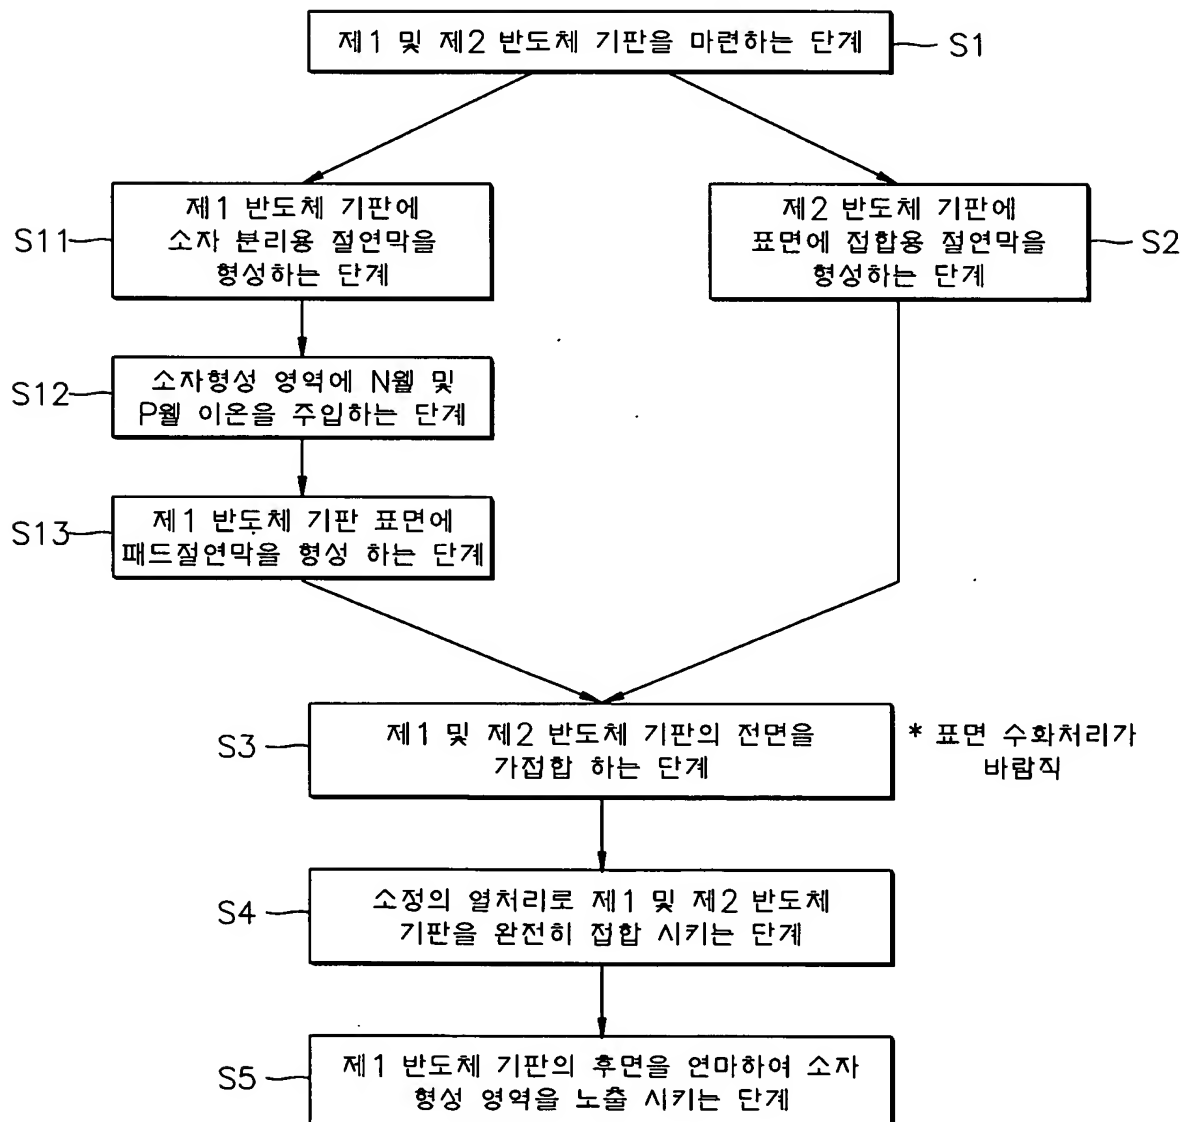 제1 및 제2 반도체 기판을 마련하는 단계
S1
제1 반도체 기판에
소자 분리용 절연막을
형성하는 단계
S11
제2 반도체 기판에
표면에 접합용 절연막을
형성하는 단계
S2
소자형성 영역에 N웰 및
P웰 이온을 주입하는 단계
S12
제1 반도체 기판 표면에
패드절연막을 형성 하는 단계
S13
제1 및 제2 반도체 기판의 전면을
가접합 하는 단계
S3
* 표면 수화처리가
바람직
소정의 열처리로 제1 및 제2 반도체
기판을 완전히 접합 시키는 단계
S4
제1 반도체 기판의 후면을 연마하여 소자
형성 영역을 노출 시키는 단계
S5